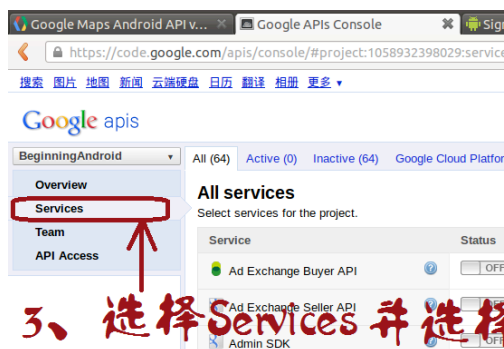 Google Maps Android API v...
Google APIs Console
Sig
https://code.google.com/apis/console/#project:1058932398029:service
搜索 图片 地图 新闻 云端硬盘 日历 翻译 相册 更多
Google apis
BeginningAndroid
All (64) Active (0) Inactive (64) Google Cloud Platfor
Overview
Services
Team
API Access
All services
Select services for the project.
Service Status
Ad Exchange Buyer API OFF
Ad Exchange Seller API OFF
3、选择Services 并选择
Admin SDK OFF